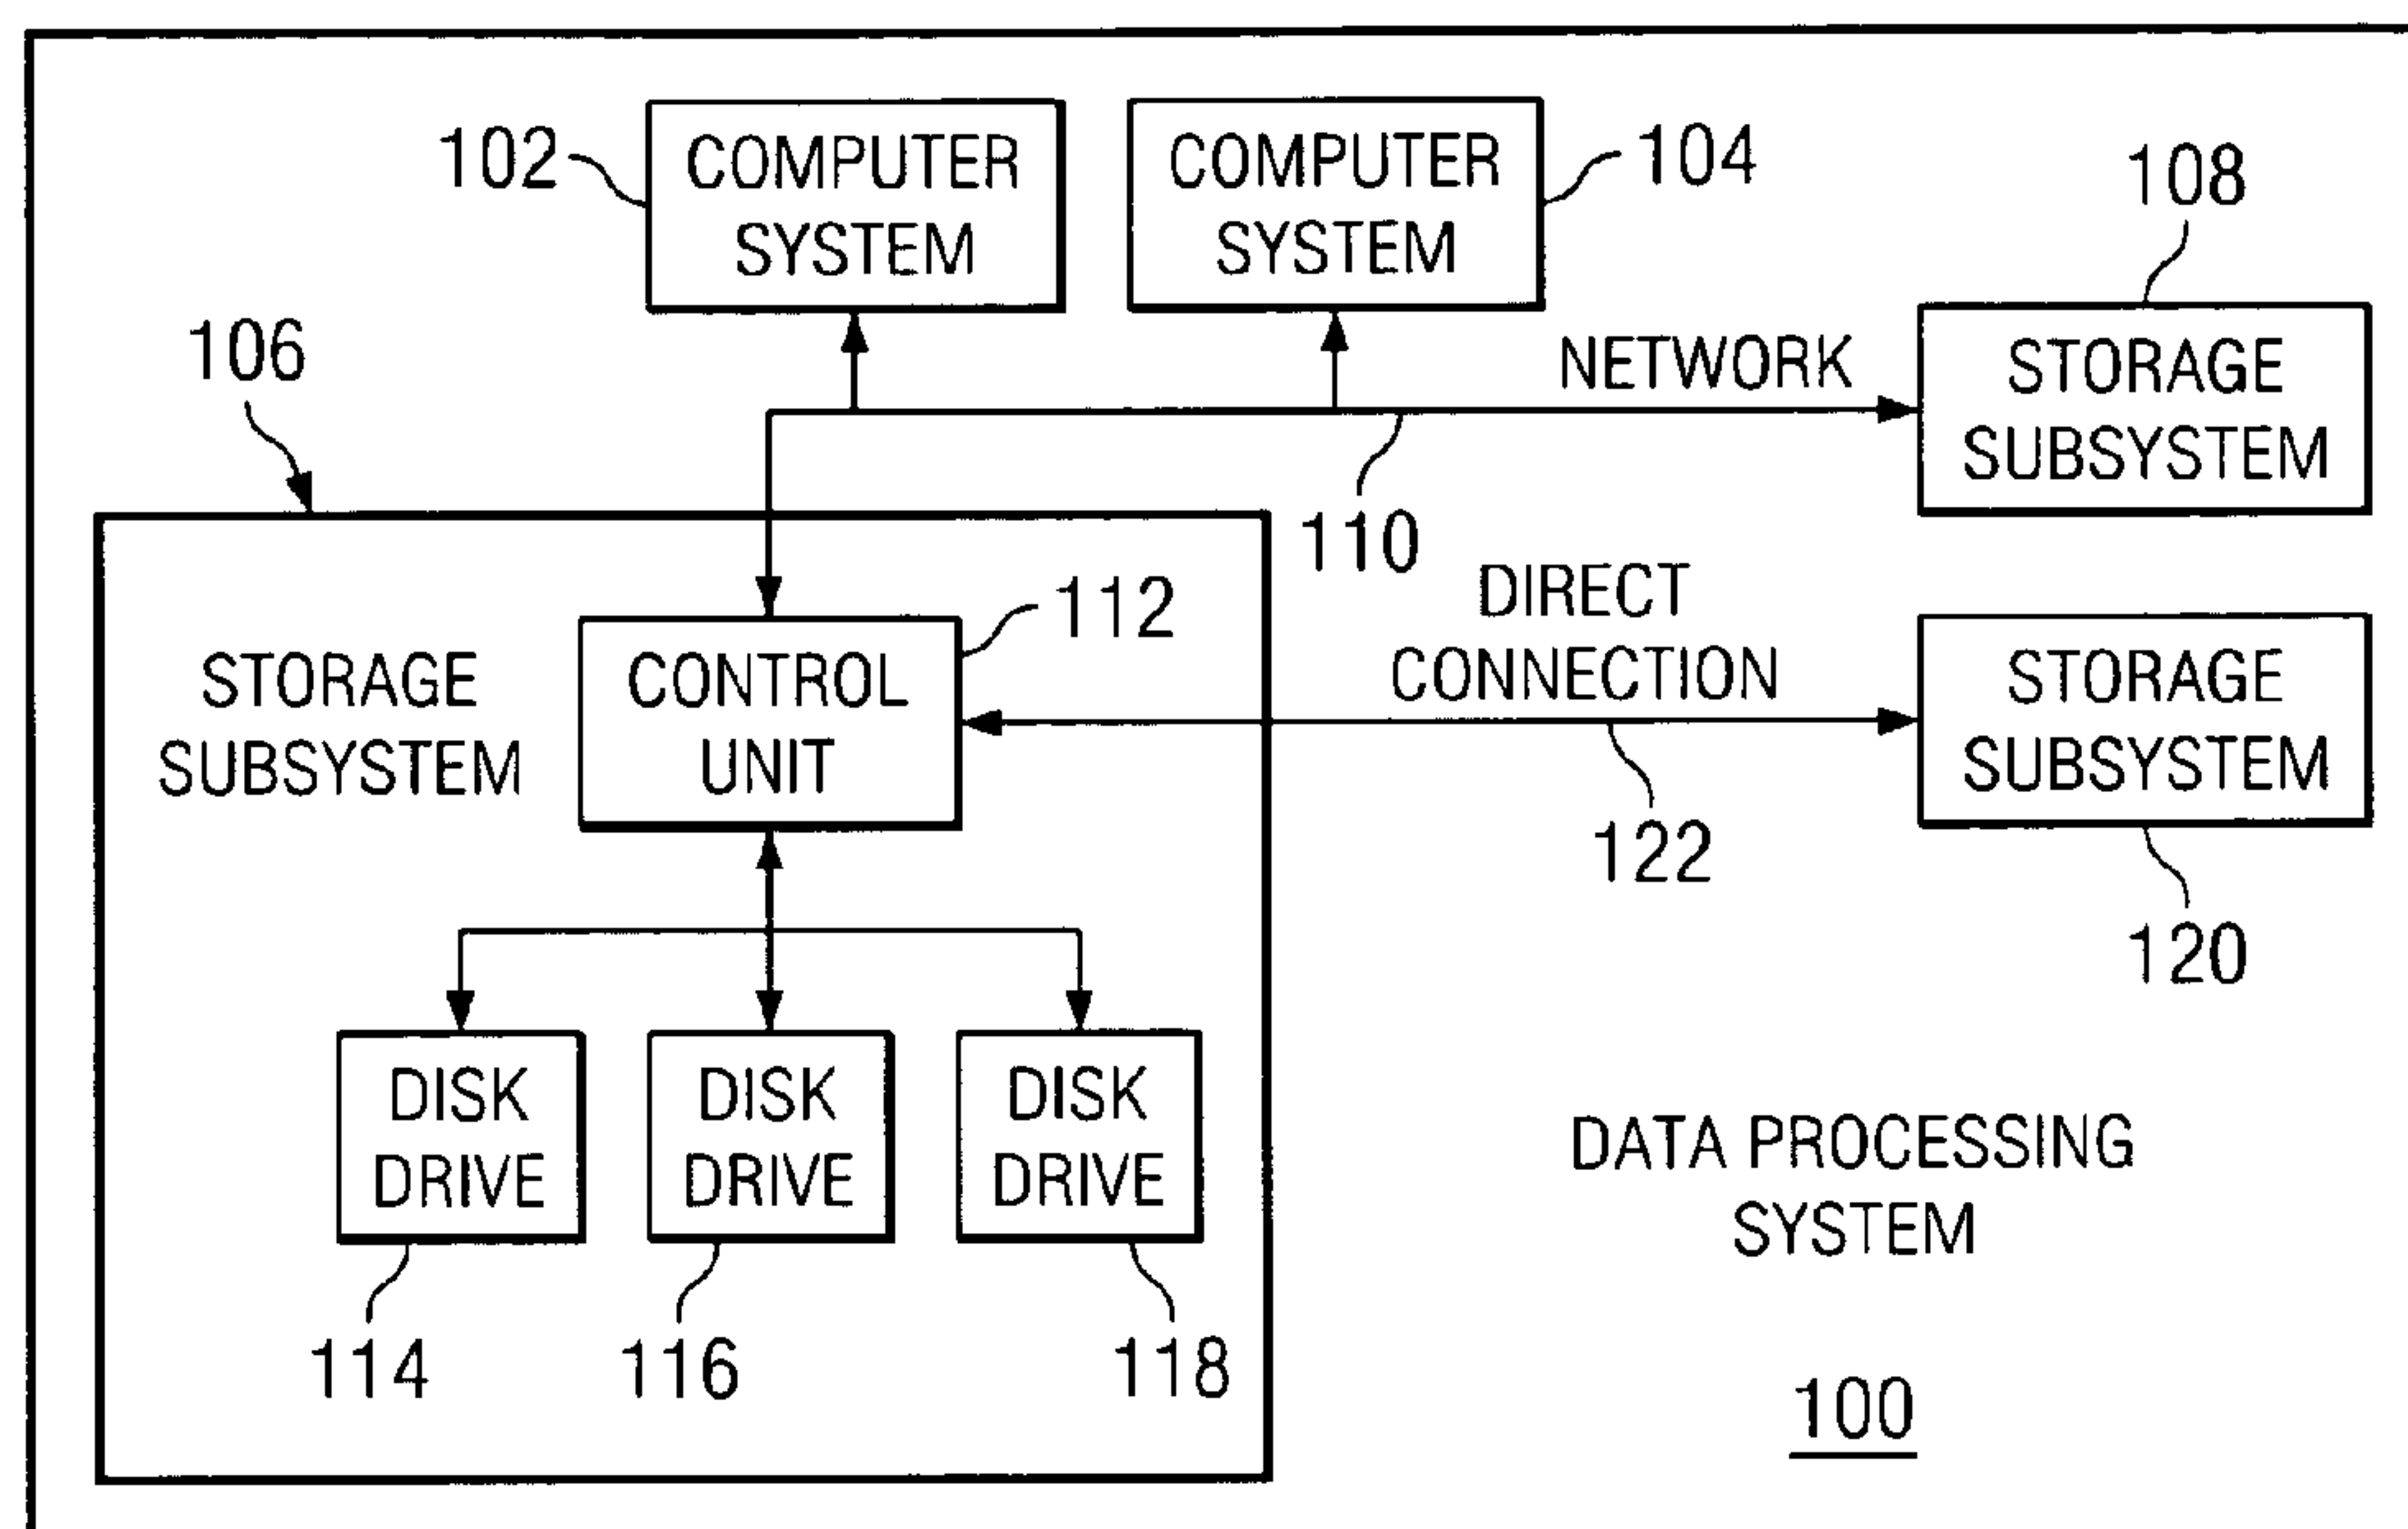 102
COMPUTER
SYSTEM
COMPUTER
SYSTEM
104
108
106
NETWORK
STORAGE
SUBSYSTEM
110
112
DIRECT
CONNECTION
STORAGE
SUBSYSTEM
CONTROL
UNIT
STORAGE
SUBSYSTEM
122
120
DISK
DRIVE
DISK
DRIVE
DISK
DRIVE
DATA PROCESSING
SYSTEM
114
116
118
100